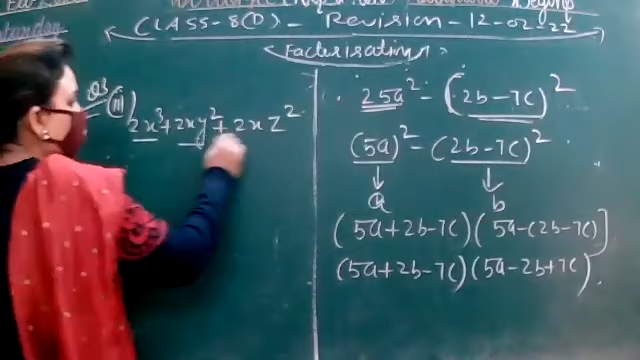 CLASS-8(D) - Revision - 12-02-22
Factorisation
Q3 (iii) 2x³+2xy²+2xz²
25a² - (2b-7c)²
(5a)² - (2b-7c)²
a b
(5a+2b-7c)(5a-(2b-7c)]
(5a+2b-7c)(5a-2b+7c).